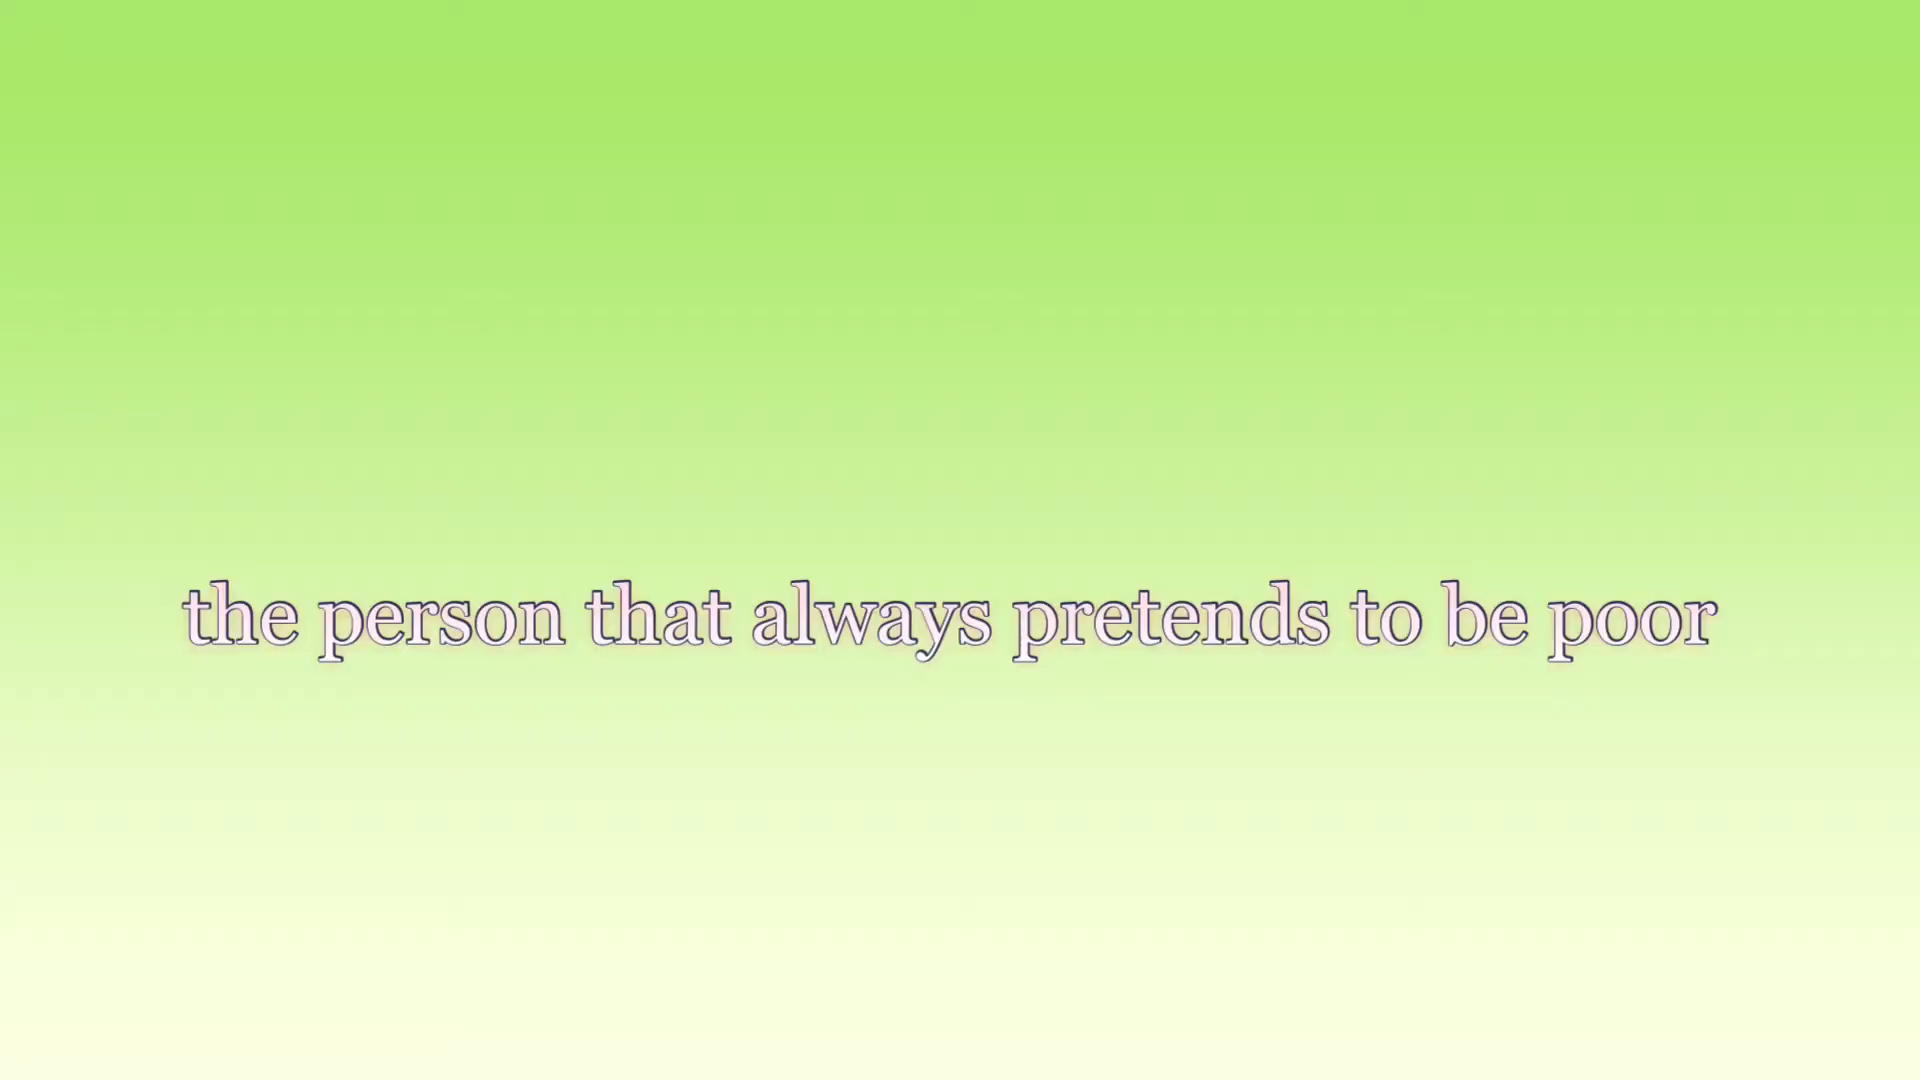 the person that always pretends to be poor